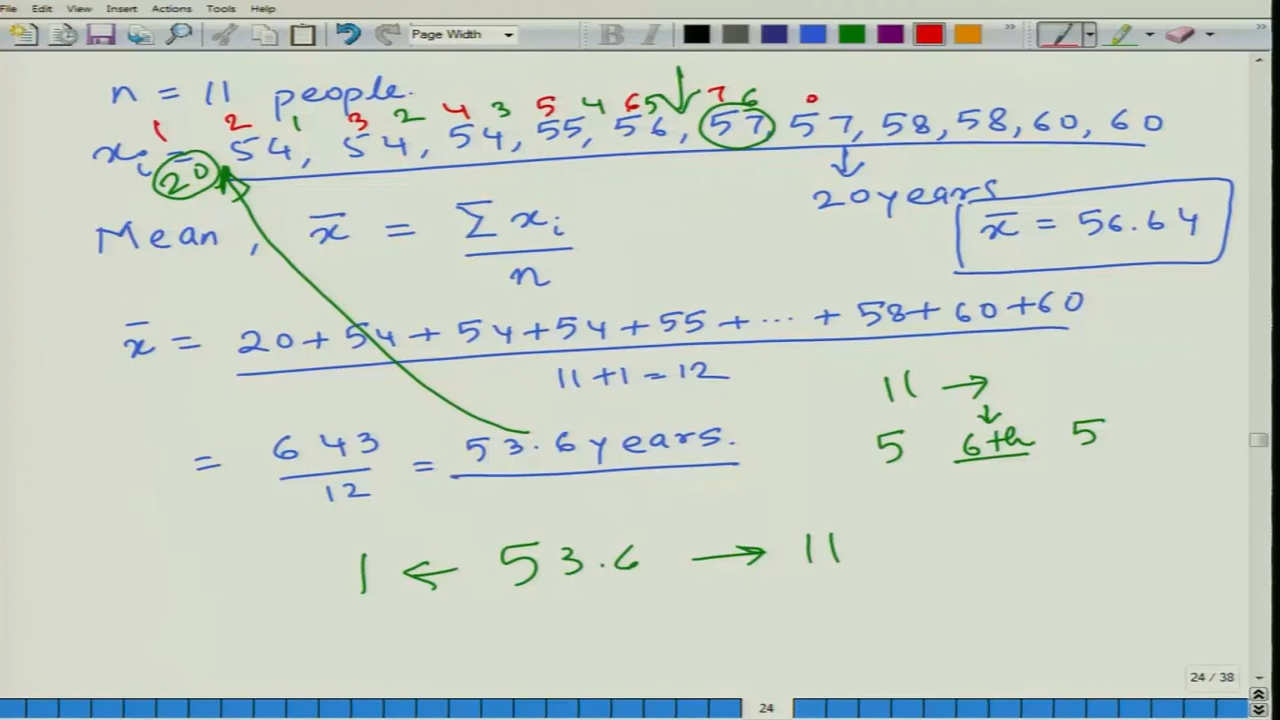 File Edit View Insert Actions Tools Help
Page Width
B I
n = 11 people.
1 2 1 3 2 4 3 5 4 6 5 7 6
xi = 54, 54, 54, 55, 56, 57, 57, 58, 58, 60, 60
20
20 years
Mean, x̄ = Σxi / n
x̄ = 56.64
x̄ = 20 + 54 + 54 + 54 + 55 + ... + 58 + 60 + 60
11 + 1 = 12
11 →
5 6th 5
= 643 / 12 = 53.6 years.
1 ← 53.6 → 11
24 / 38
24